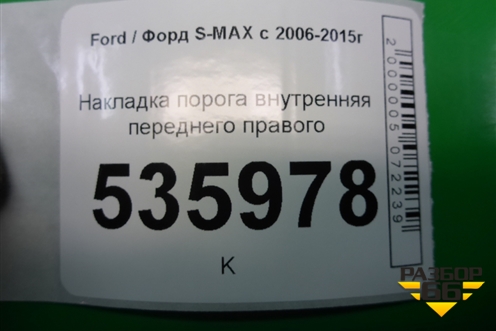 Ford / Форд S-MAX с 2006-2015г
Накладка порога внутренняя
переднего правого
535978
К
2000005072239
РАЗБОР
66